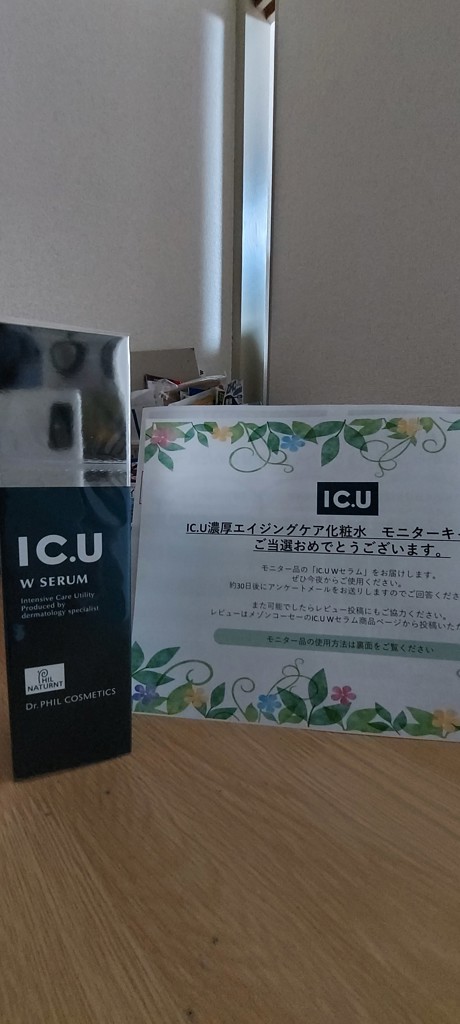 IC.U
W SERUM
Intensive Care Utility
Produced by
dermatology specialist
PHIL
NATURNT
Dr.PHIL COSMETICS
IC.U
IC.U濃厚エイジングケア化粧水 モニターキャ
ご当選おめでとうございます。
モニター品の「IC.U Wセラム」をお届けします。
ぜひ今夜からご使用ください。
約30日後にアンケートメールをお送りしますのでご回答くださ
また可能でしたらレビュー投稿にもご協力ください。
レビューはメゾンコーセーのIC.U Wセラム商品ページから投稿いただ
モニター品の使用方法は裏面をご覧ください